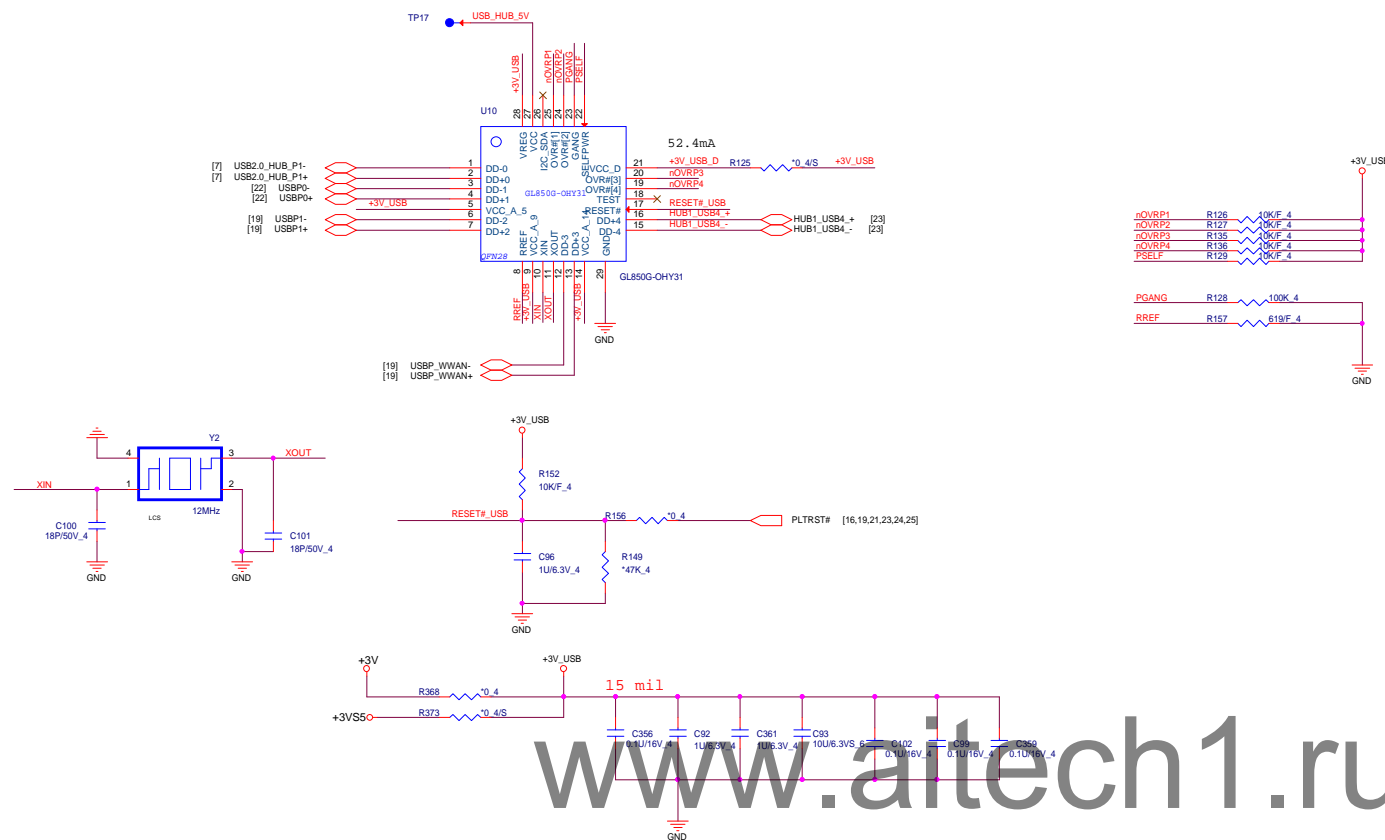 TP17
USB_HUB_5V
+3V_USB
nOVRP1
nOVRP2
PGANG
PSELF
U10
28
27
26
25
24
23
22
VREG
VCC
I2C_SDA
OVR#[1]
OVR#[2]
GANG
SELFPWR
52.4mA
[7] USB2.0_HUB_P1- 1 DD-0
[7] USB2.0_HUB_P1+ 2 DD+0
[22] USBP0- 3 DD-1
[22] USBP0+ 4 DD+1
+3V_USB 5 VCC_A_5
[19] USBP1- 6 DD-2
[19] USBP1+ 7 DD+2
GL850G-OHY31
VCC_D 21 +3V_USB_D R125 *0_4/S +3V_USB
OVR#[3] 20 nOVRP3
OVR#[4] 19 nOVRP4
TEST 18
RESET# 17 RESET#_USB
DD+4 16 HUB1_USB4_+ HUB1_USB4_+ [23]
DD-4 15 HUB1_USB4_- HUB1_USB4_- [23]
RREF
VCC_A_9
XIN
XOUT
DD-3
DD+3
VCC_A_14
GND
QFN28
8
9
10
11
12
13
14
29
GL850G-OHY31
RREF
+3V_USB
XIN
XOUT
+3V_USB
GND
[19] USBP_WWAN-
[19] USBP_WWAN+
+3V_USB
nOVRP1 R126 10K/F_4
nOVRP2 R127 10K/F_4
nOVRP3 R135 10K/F_4
nOVRP4 R136 10K/F_4
PSELF R129 10K/F_4
PGANG R128 100K_4
RREF R157 619/F_4
GND
Y2
4
3
XOUT
XIN
1
2
LCS
12MHz
C100
18P/50V_4
C101
18P/50V_4
GND
GND
+3V_USB
R152
10K/F_4
RESET#_USB
R156
*0_4
PLTRST# [16,19,21,23,24,25]
C96
1U/6.3V_4
R149
*47K_4
GND
+3V
+3V_USB
R368
*0_4
15 mil
+3VS5
R373
*0_4/S
C356
0.1U/16V_4
C92
1U/6.3V_4
C361
1U/6.3V_4
C93
10U/6.3VS_6
C102
0.1U/16V_4
C99
0.1U/16V_4
C359
0.1U/16V_4
GND
www.aitech1.ru